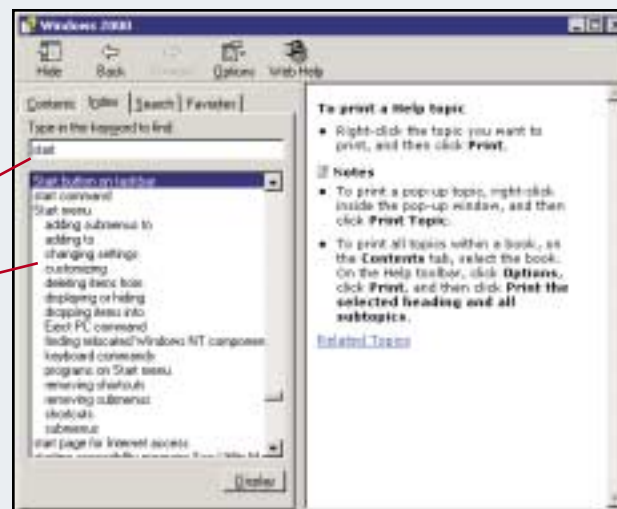 Windows 2000
Hide Back Options Web Help
Contents Index Search Favorites
Type in the keyword to find:
start
Start button on taskbar
start command
Start menu
adding submenus to
adding to
changing settings
customizing
deleting items from
displaying or hiding
dropping items into
Eject PC command
finding relocated Windows NT componen
keyboard commands
programs on Start menu
removing shortcuts
removing submenus
shortcuts
submenus
start page for Internet access
Display
To print a Help topic
• Right-click the topic you want to
print, and then click Print.
Notes
• To print a pop-up topic, right-click
inside the pop-up window, and then
click Print Topic.
• To print all topics within a book, on
the Contents tab, select the book.
On the Help toolbar, click Options,
click Print, and then click Print the
selected heading and all
subtopics.
Related Topics